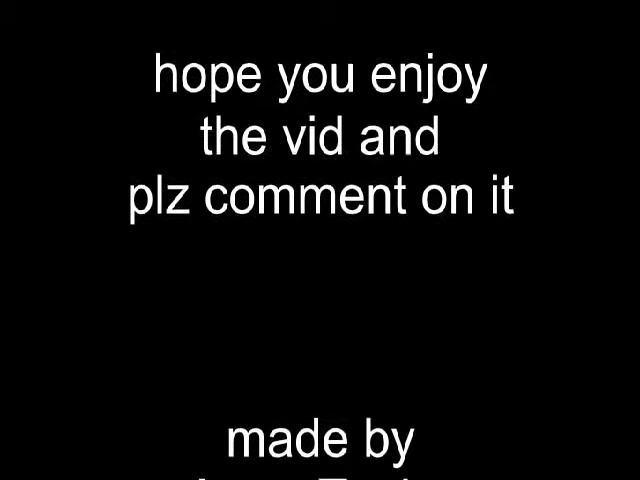 hope you enjoy
the vid and
plz comment on it
made by